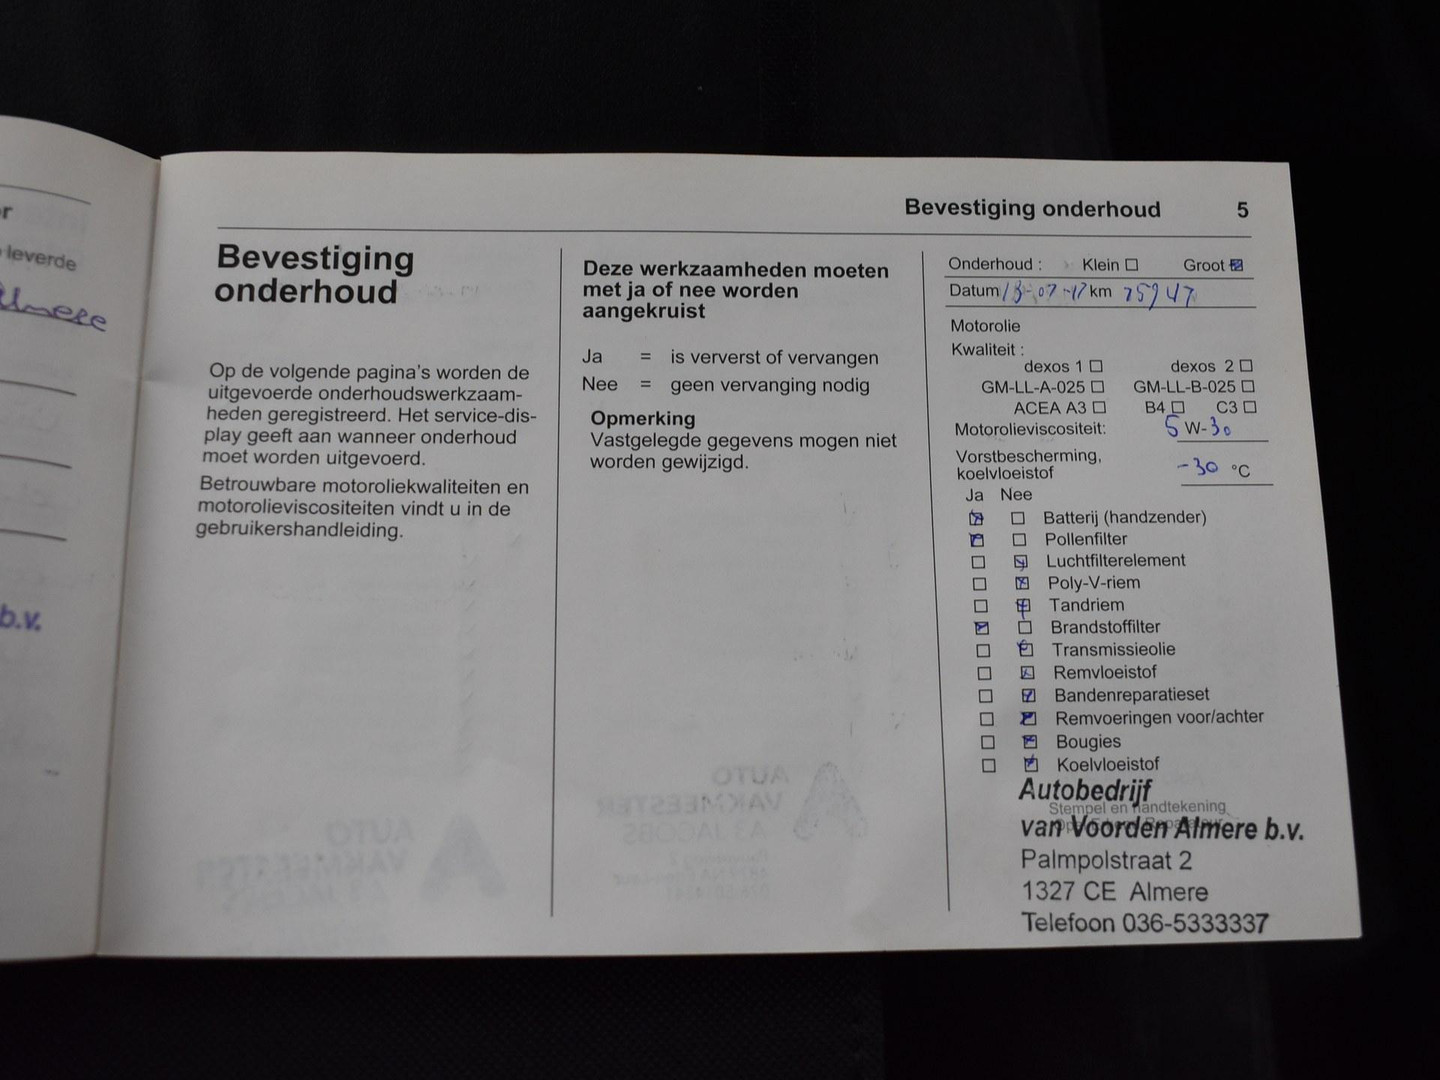 r
leverde
Almere
b.v.
Bevestiging onderhoud 5
Bevestiging
onderhoud
Op de volgende pagina's worden de
uitgevoerde onderhoudswerkzaam-
heden geregistreerd. Het service-dis-
play geeft aan wanneer onderhoud
moet worden uitgevoerd.
Betrouwbare motoroliekwaliteiten en
motorolieviscositeiten vindt u in de
gebruikershandleiding.
Deze werkzaamheden moeten
met ja of nee worden
aangekruist
Ja = is ververst of vervangen
Nee = geen vervanging nodig
Opmerking
Vastgelegde gegevens mogen niet
worden gewijzigd.
Onderhoud : Klein ☐ Groot ☒
Datum 18-07-17 km 75947
Motorolie
Kwaliteit :
dexos 1 ☐ dexos 2 ☐
GM-LL-A-025 ☐ GM-LL-B-025 ☐
ACEA A3 ☐ B4 ☐ C3 ☐
Motorolieviscositeit: 5 W-30
Vorstbescherming,
koelvloeistof -30 °C
Ja Nee
☒ ☐ Batterij (handzender)
☒ ☐ Pollenfilter
☐ ☒ Luchtfilterelement
☐ ☒ Poly-V-riem
☐ ☒ Tandriem
☒ ☐ Brandstoffilter
☐ ☒ Transmissieolie
☐ ☒ Remvloeistof
☐ ☒ Bandenreparatieset
☐ ☒ Remvoeringen voor/achter
☐ ☒ Bougies
☐ ☒ Koelvloeistof
Autobedrijf
Stempel en handtekening
van Voorden Almere b.v.
Palmpolstraat 2
1327 CE Almere
Telefoon 036-5333337